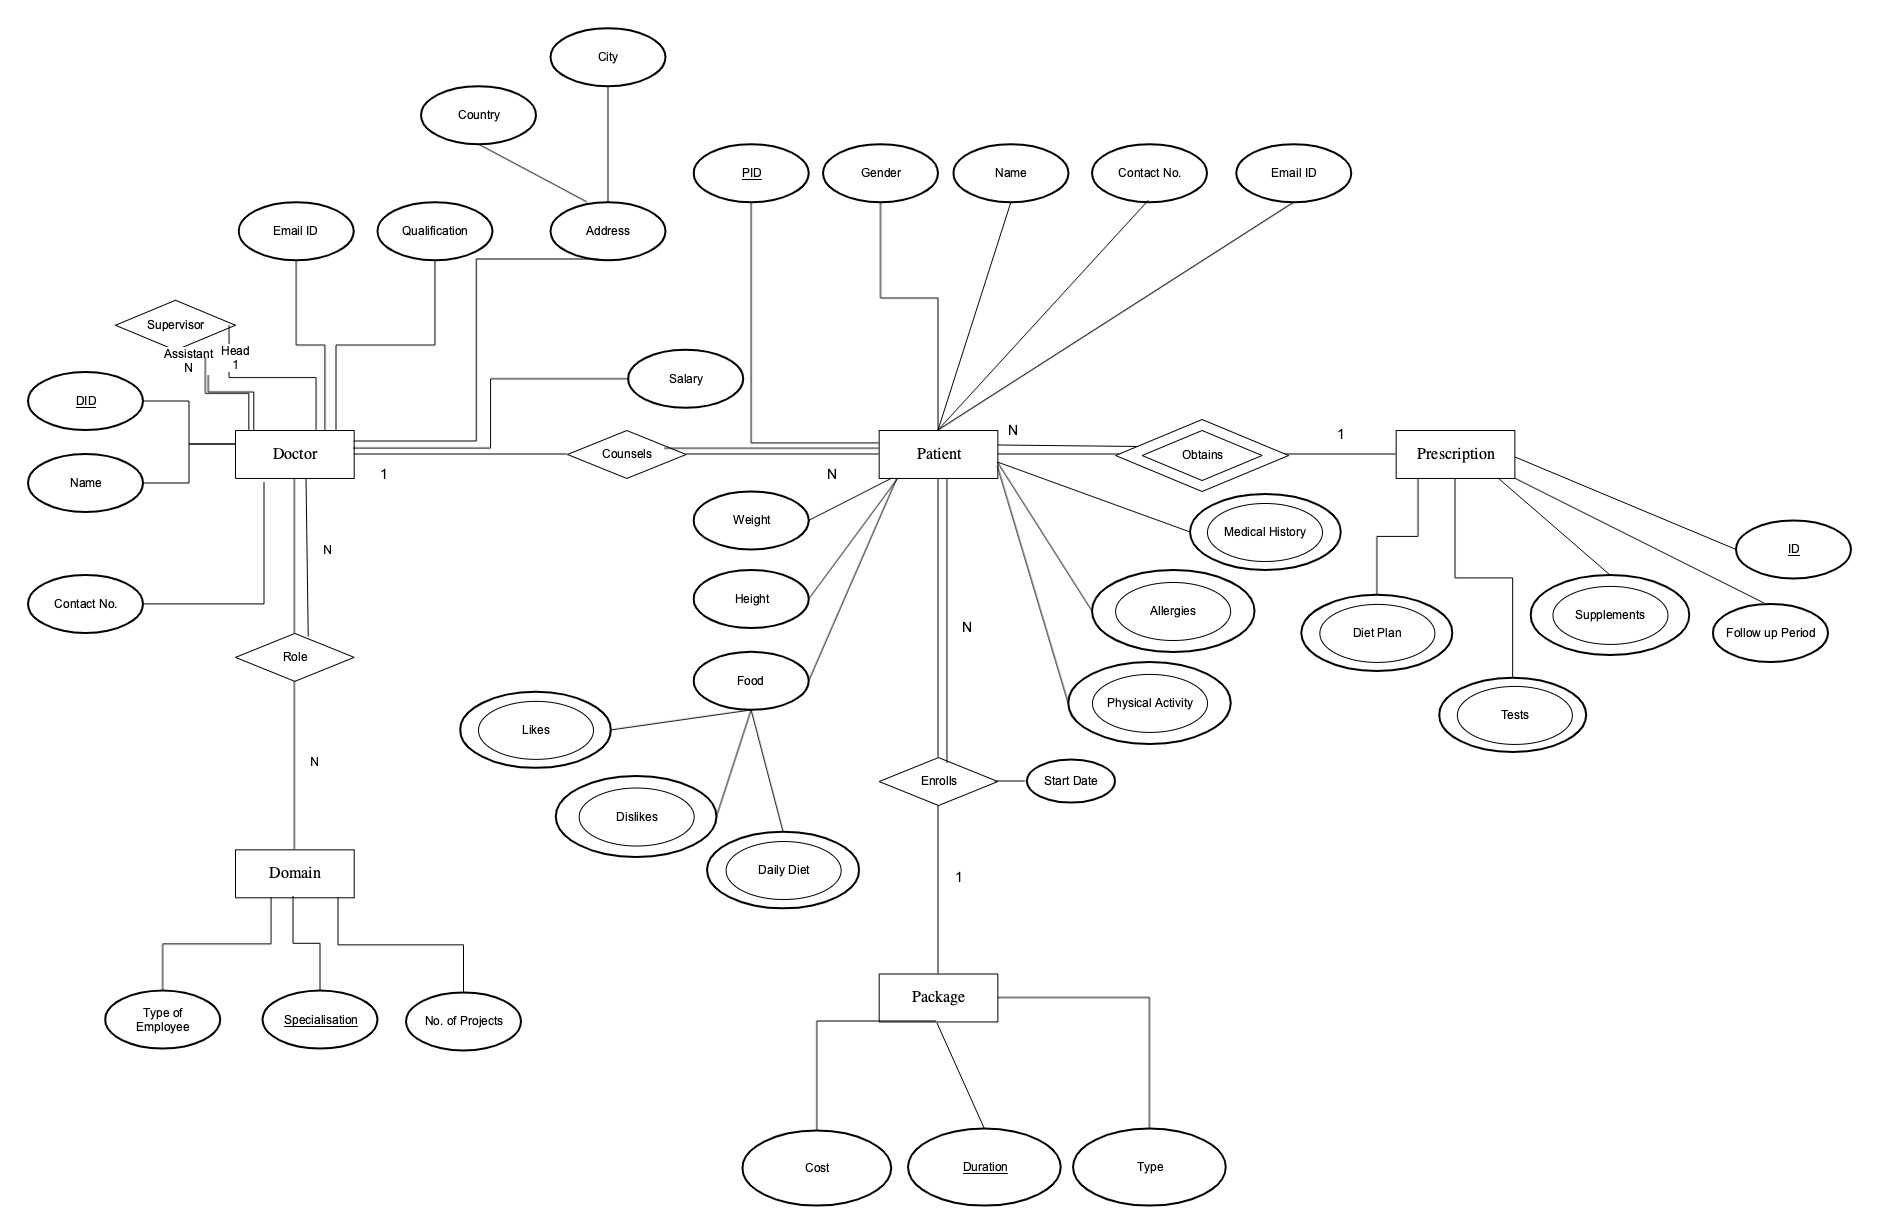 City
Country
PID
Gender
Name
Contact No.
Email ID
Email ID
Qualification
Address
Supervisor
Assistant
N
Head
1
Salary
DID
Doctor
1
Counsels
N
Patient
N
Obtains
1
Prescription
Name
Weight
Medical History
N
ID
Height
Allergies
Contact No.
Diet Plan
Supplements
Follow up Period
N
Role
Food
Physical Activity
Tests
Likes
N
Enrolls
Start Date
Dislikes
Daily Diet
1
Domain
Package
Type of
Employee
Specialisation
No. of Projects
Cost
Duration
Type